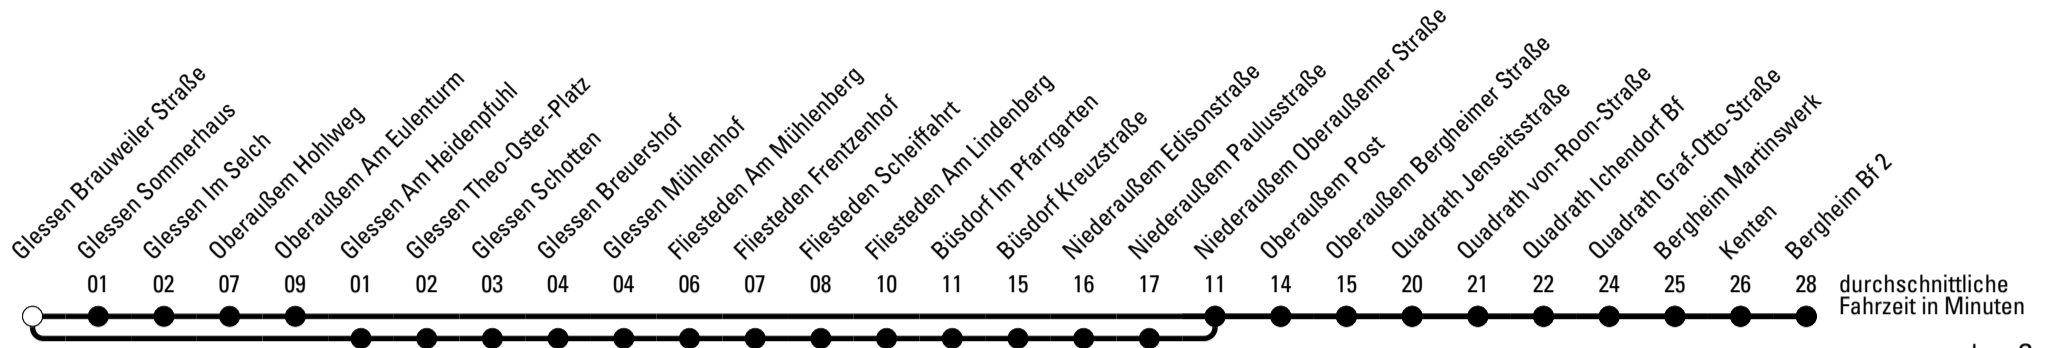 Glessen Brauweiler Straße
Glessen Sommerhaus
Glessen Im Selch
Oberaußem Hohlweg
Oberaußem Am Eulenturm
Glessen Am Heidenpfuhl
Glessen Theo-Oster-Platz
Glessen Schotten
Glessen Breuershof
Glessen Mühlenhof
Fliesteden Am Mühlenberg
Fliesteden Frentzenhof
Fliesteden Scheiffahrt
Fliesteden Am Lindenberg
Büsdorf Im Pfarrgarten
Büsdorf Kreuzstraße
Niederaußem Edisonstraße
Niederaußem Paulusstraße
Niederaußem Oberaußemer Straße
Oberaußem Post
Oberaußem Bergheimer Straße
Quadrath Jenseitsstraße
Quadrath von-Roon-Straße
Quadrath Ichendorf Bf
Quadrath Graf-Otto-Straße
Bergheim Martinswerk
Kenten
Bergheim Bf 2
01 02 07 09 01 02 03 04 04 06 07 08 10 11 15 16 17 11 14 15 20 21 22 24 25 26 28
durchschnittliche
Fahrzeit in Minuten